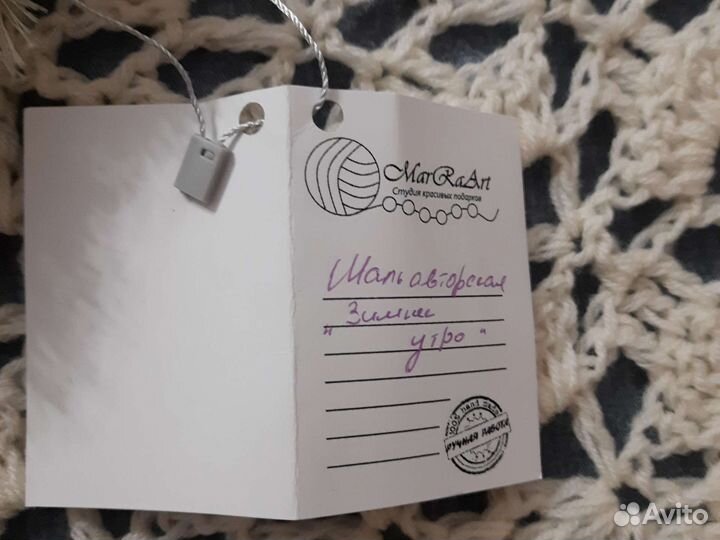 MarRaArt
Студия красивых подарков
Шаль авторская
"Зимнее
утро"
100% hand made
РУЧНАЯ РАБОТА
Avito